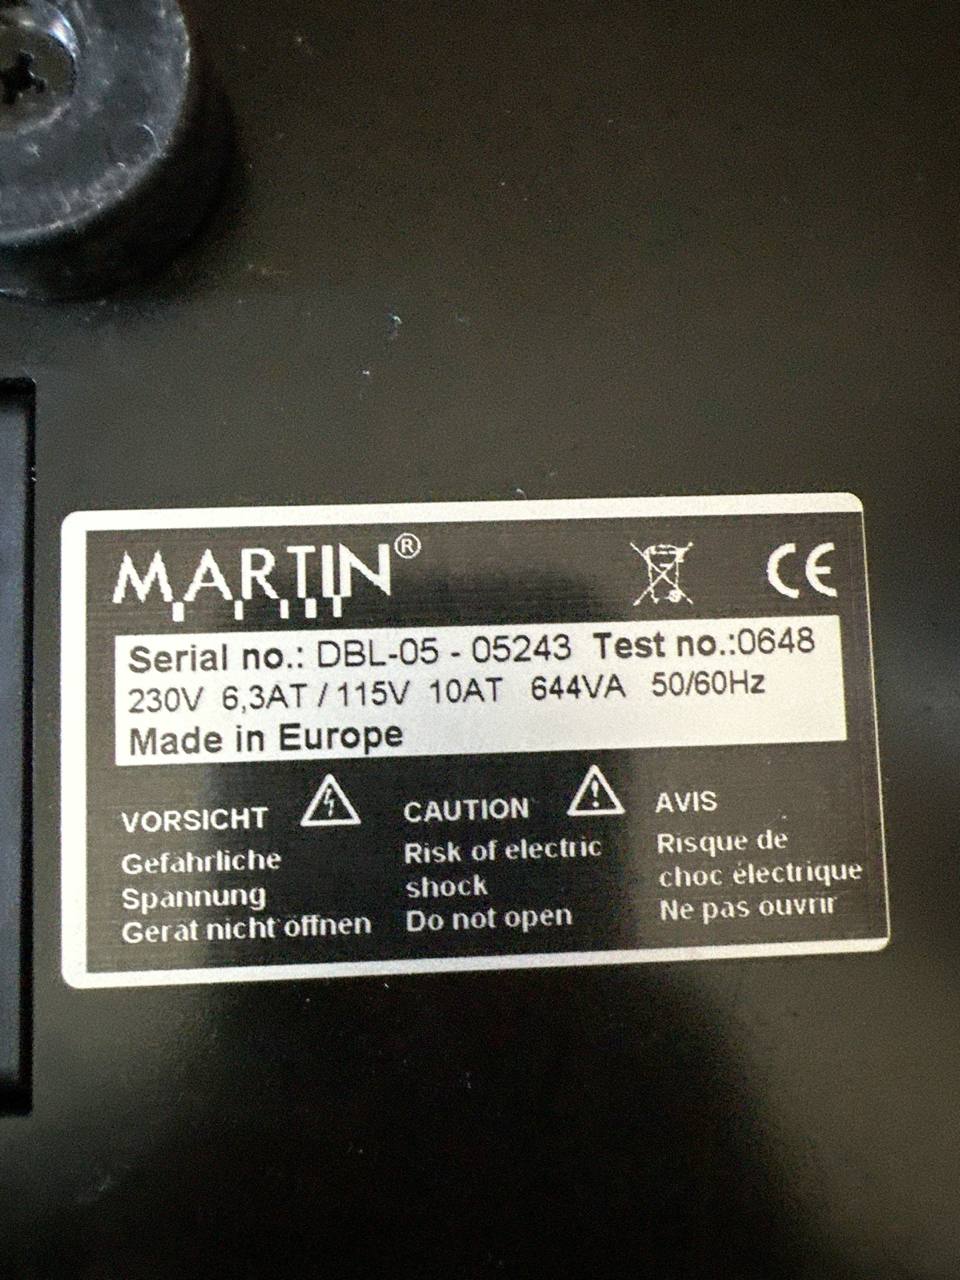 MARTIN®
CE
Serial no.: DBL-05 - 05243 Test no.:0648
230V 6,3AT / 115V 10AT 644VA 50/60Hz
Made in Europe
VORSICHT
Gefährliche
Spannung
Gerät nicht öffnen
CAUTION
Risk of electric
shock
Do not open
AVIS
Risque de
choc électrique
Ne pas ouvrir